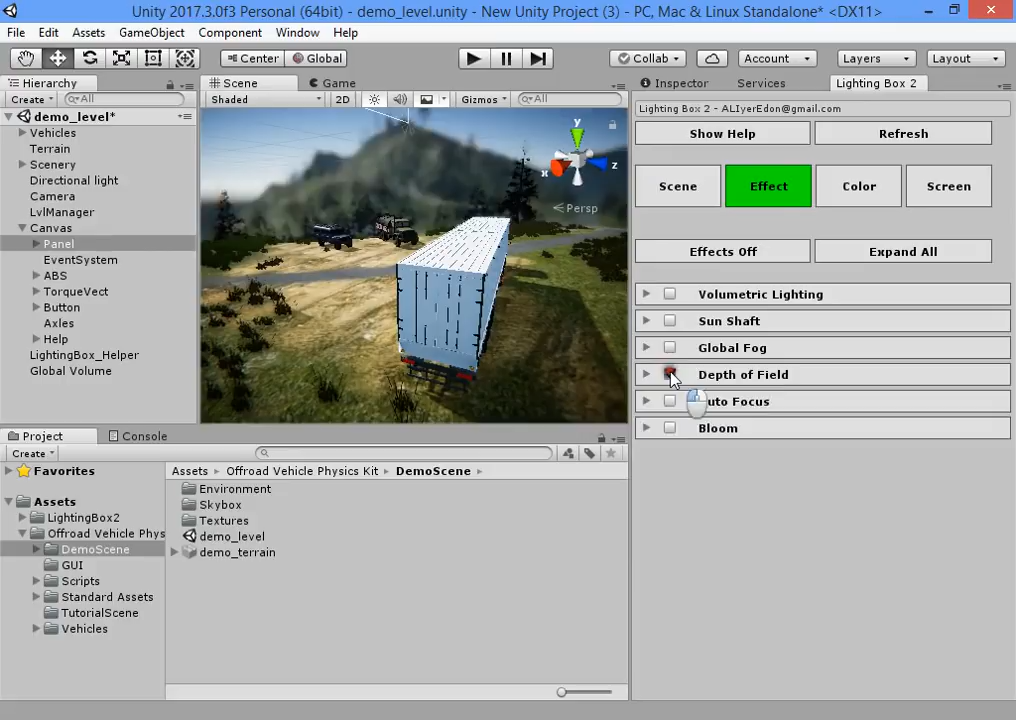 Unity 2017.3.0f3 Personal (64bit) - demo_level.unity - New Unity Project (3) - PC, Mac & Linux Standalone* <DX11>
File Edit Assets GameObject Component Window Help
Center Global Collab Account Layers Layout
Hierarchy
Create All
demo_level*
Vehicles
Terrain
Scenery
Directional light
Camera
LvlManager
Canvas
Panel
EventSystem
ABS
TorqueVect
Button
Axles
Help
LightingBox_Helper
Global Volume
Scene Game
Shaded 2D Gizmos All
y
x
z
Persp
Inspector Services Lighting Box 2
Lighting Box 2 - ALIyerEdon@gmail.com
Show Help Refresh
Scene Effect Color Screen
Effects Off Expand All
Volumetric Lighting
Sun Shaft
Global Fog
Depth of Field
uto Focus
Bloom
Project Console
Create
Favorites
Assets
LightingBox2
Offroad Vehicle Phys
DemoScene
GUI
Scripts
Standard Assets
TutorialScene
Vehicles
Assets Offroad Vehicle Physics Kit DemoScene
Environment
Skybox
Textures
demo_level
demo_terrain